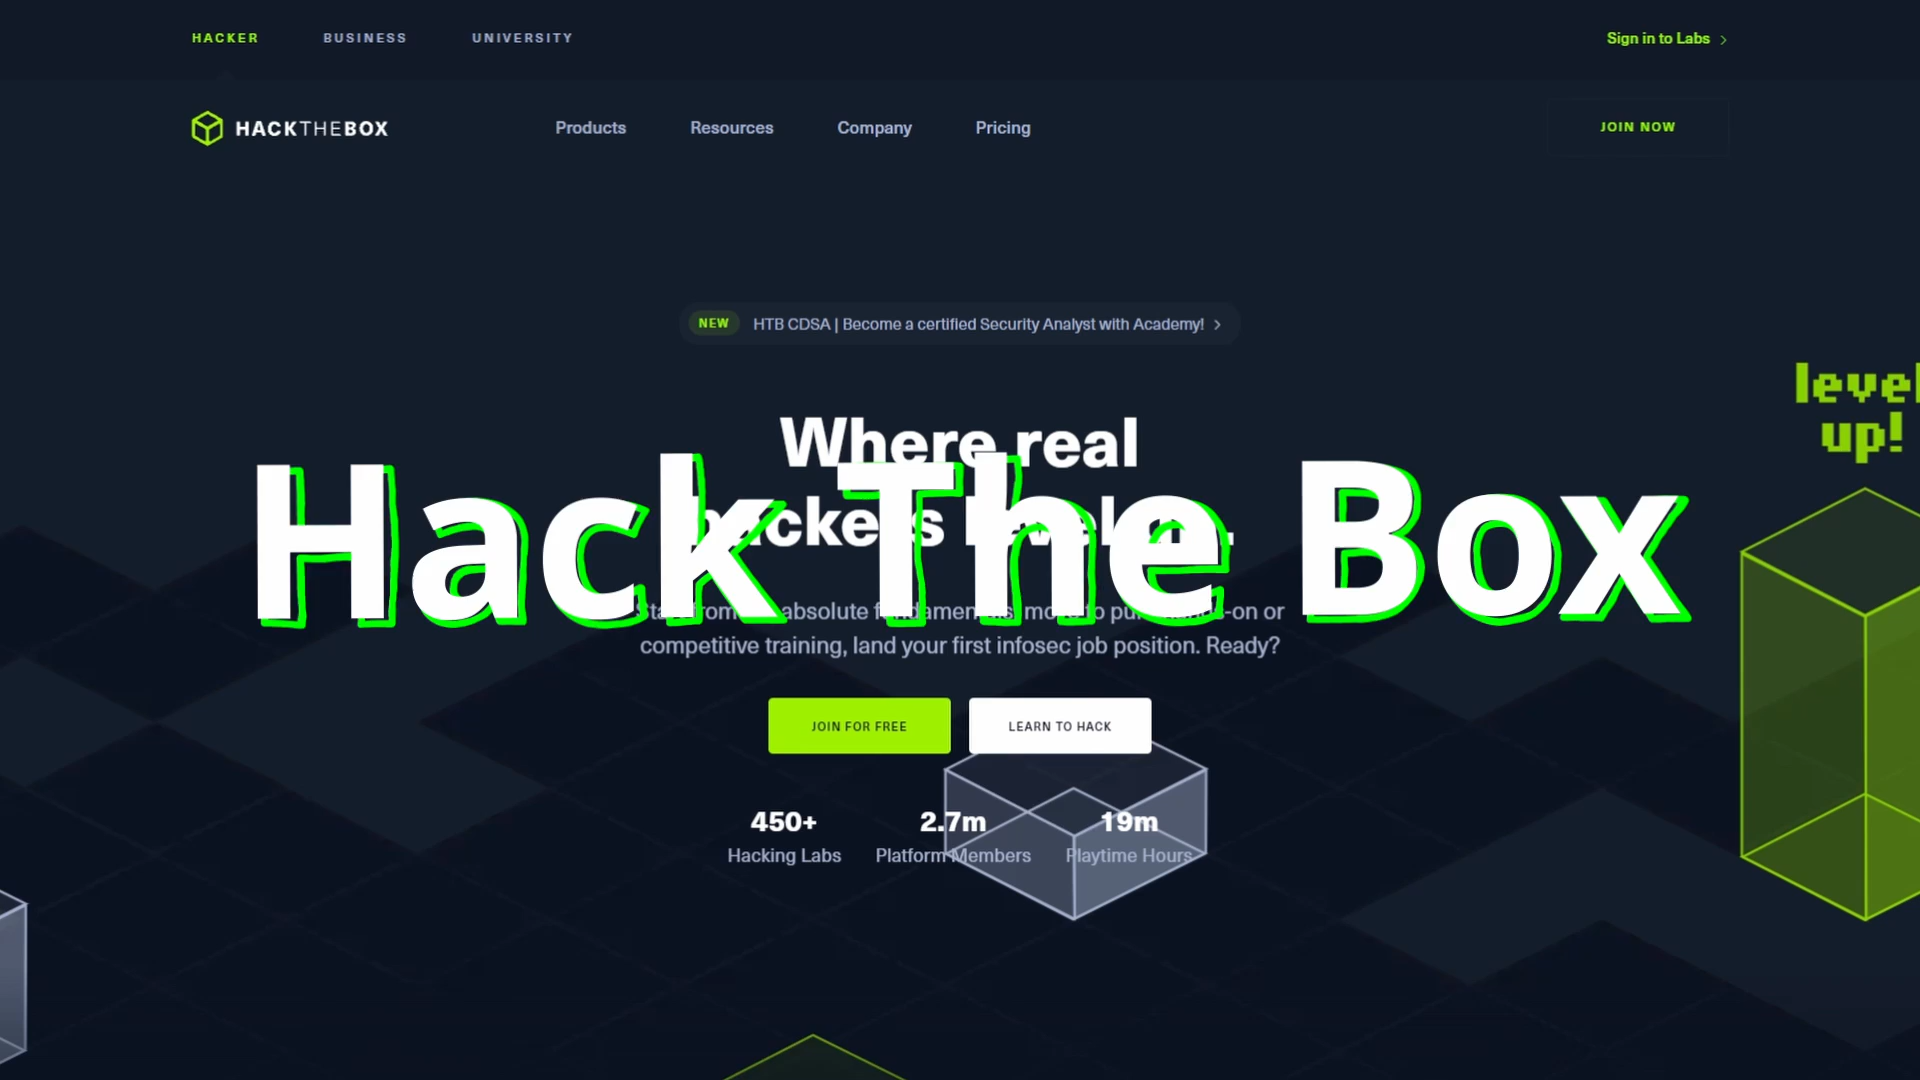 HACKER BUSINESS UNIVERSITY Sign in to Labs
HACKTHEBOX Products Resources Company Pricing JOIN NOW
NEW HTB CDSA | Become a certified Security Analyst with Academy!
level
up!
Where real
Hack The Box
absolute
competitive training, land your first infosec job position. Ready?
JOIN FOR FREE LEARN TO HACK
450+ 2.7m 19m
Hacking Labs Platform Members Playtime Hours